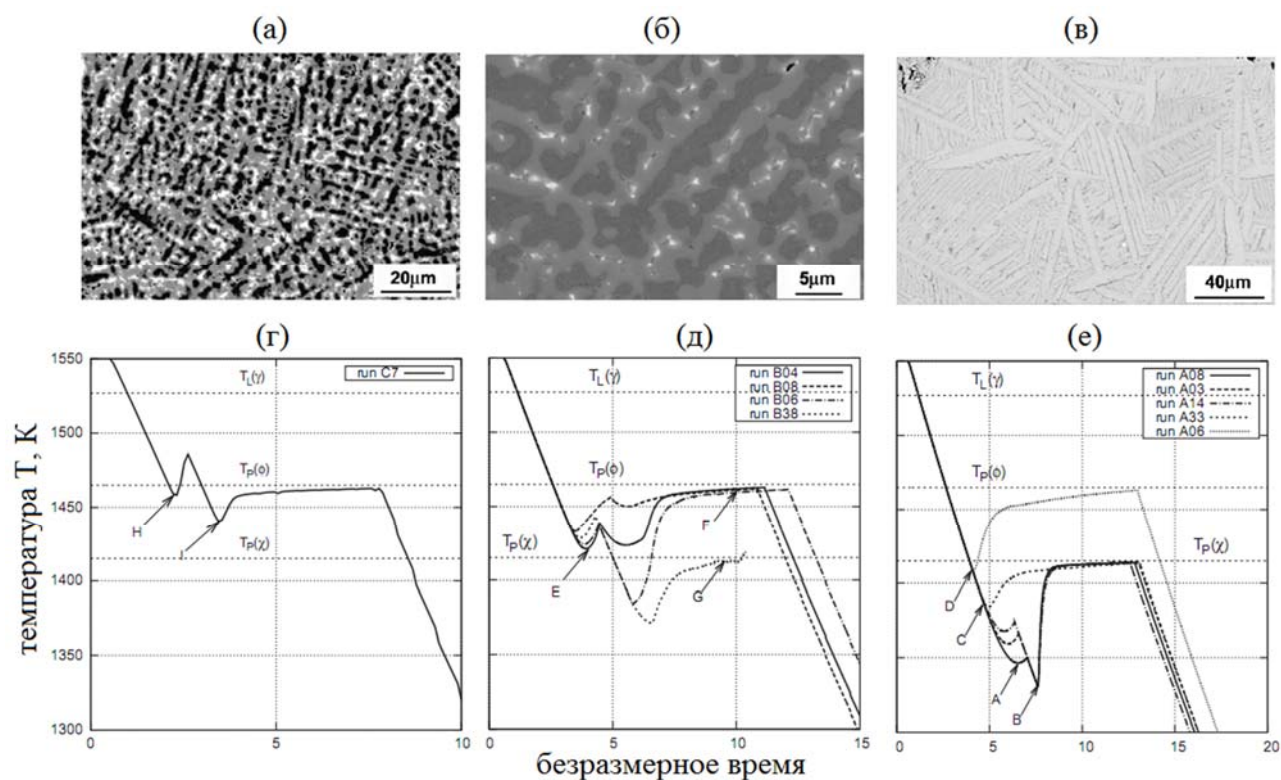 (а) (б) (в)
20μm 5μm 40μm
(г) (д) (е)
1550
1500
1450
1400
1350
1300
температура T, K
T_L(γ)
run C7
T_P(ϕ)
T_P(χ)
H
I
0 5 10
T_L(γ)
run B04
run B08
run B06
run B38
T_P(ϕ)
T_P(χ)
E
F
G
0 5 10 15
T_L(γ)
run A08
run A03
run A14
run A33
run A06
T_P(ϕ)
T_P(χ)
D
C
A
B
0 5 10 15 20
безразмерное время